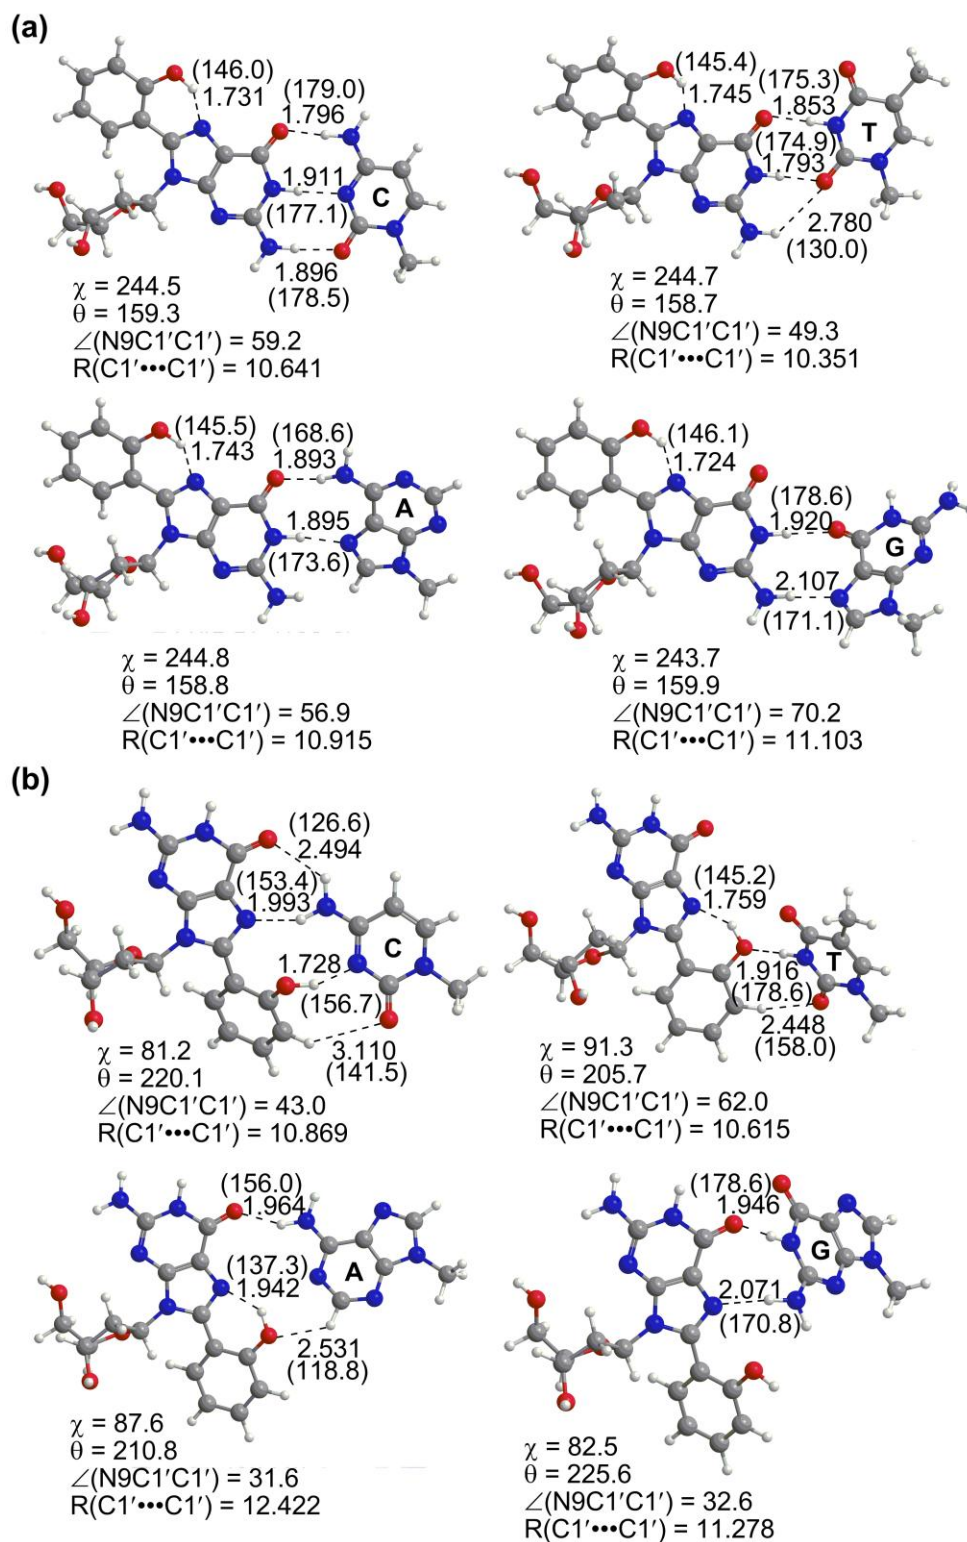 (a)
(146.0)
1.731
(179.0)
1.796
1.911
(177.1)
C
1.896
(178.5)
χ = 244.5
θ = 159.3
∠(N9C1′C1′) = 59.2
R(C1′•••C1′) = 10.641
(145.4)
1.745
(175.3)
1.853
(174.9)
1.793
T
2.780
(130.0)
χ = 244.7
θ = 158.7
∠(N9C1′C1′) = 49.3
R(C1′•••C1′) = 10.351
(145.5)
1.743
(168.6)
1.893
A
1.895
(173.6)
χ = 244.8
θ = 158.8
∠(N9C1′C1′) = 56.9
R(C1′•••C1′) = 10.915
(146.1)
1.724
(178.6)
1.920
G
2.107
(171.1)
χ = 243.7
θ = 159.9
∠(N9C1′C1′) = 70.2
R(C1′•••C1′) = 11.103
(b)
(126.6)
2.494
(153.4)
1.993
C
1.728
(156.7)
3.110
(141.5)
χ = 81.2
θ = 220.1
∠(N9C1′C1′) = 43.0
R(C1′•••C1′) = 10.869
(145.2)
1.759
T
1.916
(178.6)
2.448
(158.0)
χ = 91.3
θ = 205.7
∠(N9C1′C1′) = 62.0
R(C1′•••C1′) = 10.615
(156.0)
1.964
(137.3)
1.942
A
2.531
(118.8)
χ = 87.6
θ = 210.8
∠(N9C1′C1′) = 31.6
R(C1′•••C1′) = 12.422
(178.6)
1.946
G
2.071
(170.8)
χ = 82.5
θ = 225.6
∠(N9C1′C1′) = 32.6
R(C1′•••C1′) = 11.278